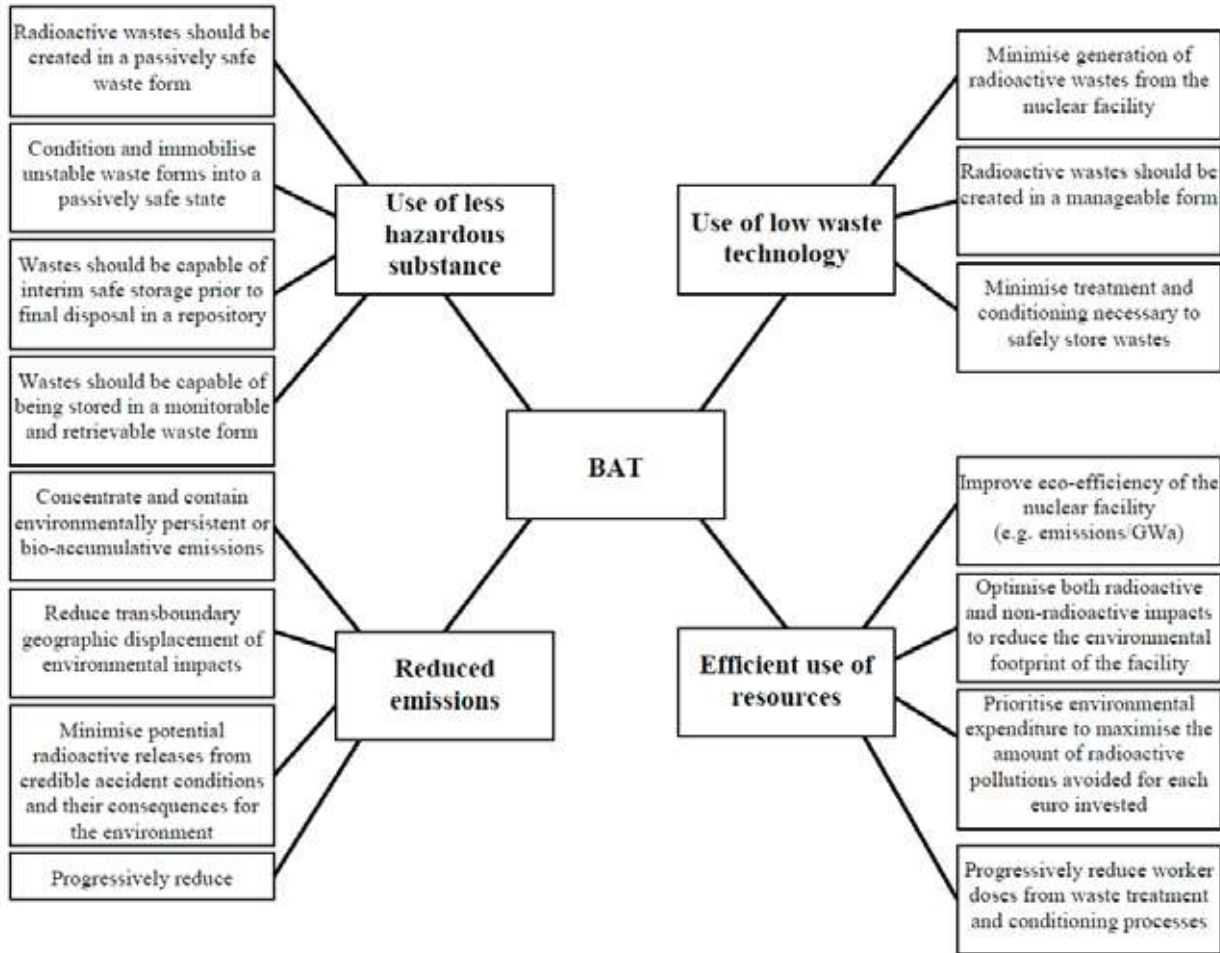 Radioactive wastes should be
created in a passively safe
waste form
Condition and immobilise
unstable waste forms into a
passively safe state
Wastes should be capable of
interim safe storage prior to
final disposal in a repository
Wastes should be capable of
being stored in a monitorable
and retrievable waste form
Use of less
hazardous
substance
Use of low waste
technology
Minimise generation of
radioactive wastes from the
nuclear facility
Radioactive wastes should be
created in a manageable form
Minimise treatment and
conditioning necessary to
safely store wastes
BAT
Concentrate and contain
environmentally persistent or
bio-accumulative emissions
Reduce transboundary
geographic displacement of
environmental impacts
Minimise potential
radioactive releases from
credible accident conditions
and their consequences for
the environment
Progressively reduce
Reduced
emissions
Efficient use of
resources
Improve eco-efficiency of the
nuclear facility
(e.g. emissions/GWa)
Optimise both radioactive
and non-radioactive impacts
to reduce the environmental
footprint of the facility
Prioritise environmental
expenditure to maximise the
amount of radioactive
pollutions avoided for each
euro invested
Progressively reduce worker
doses from waste treatment
and conditioning processes